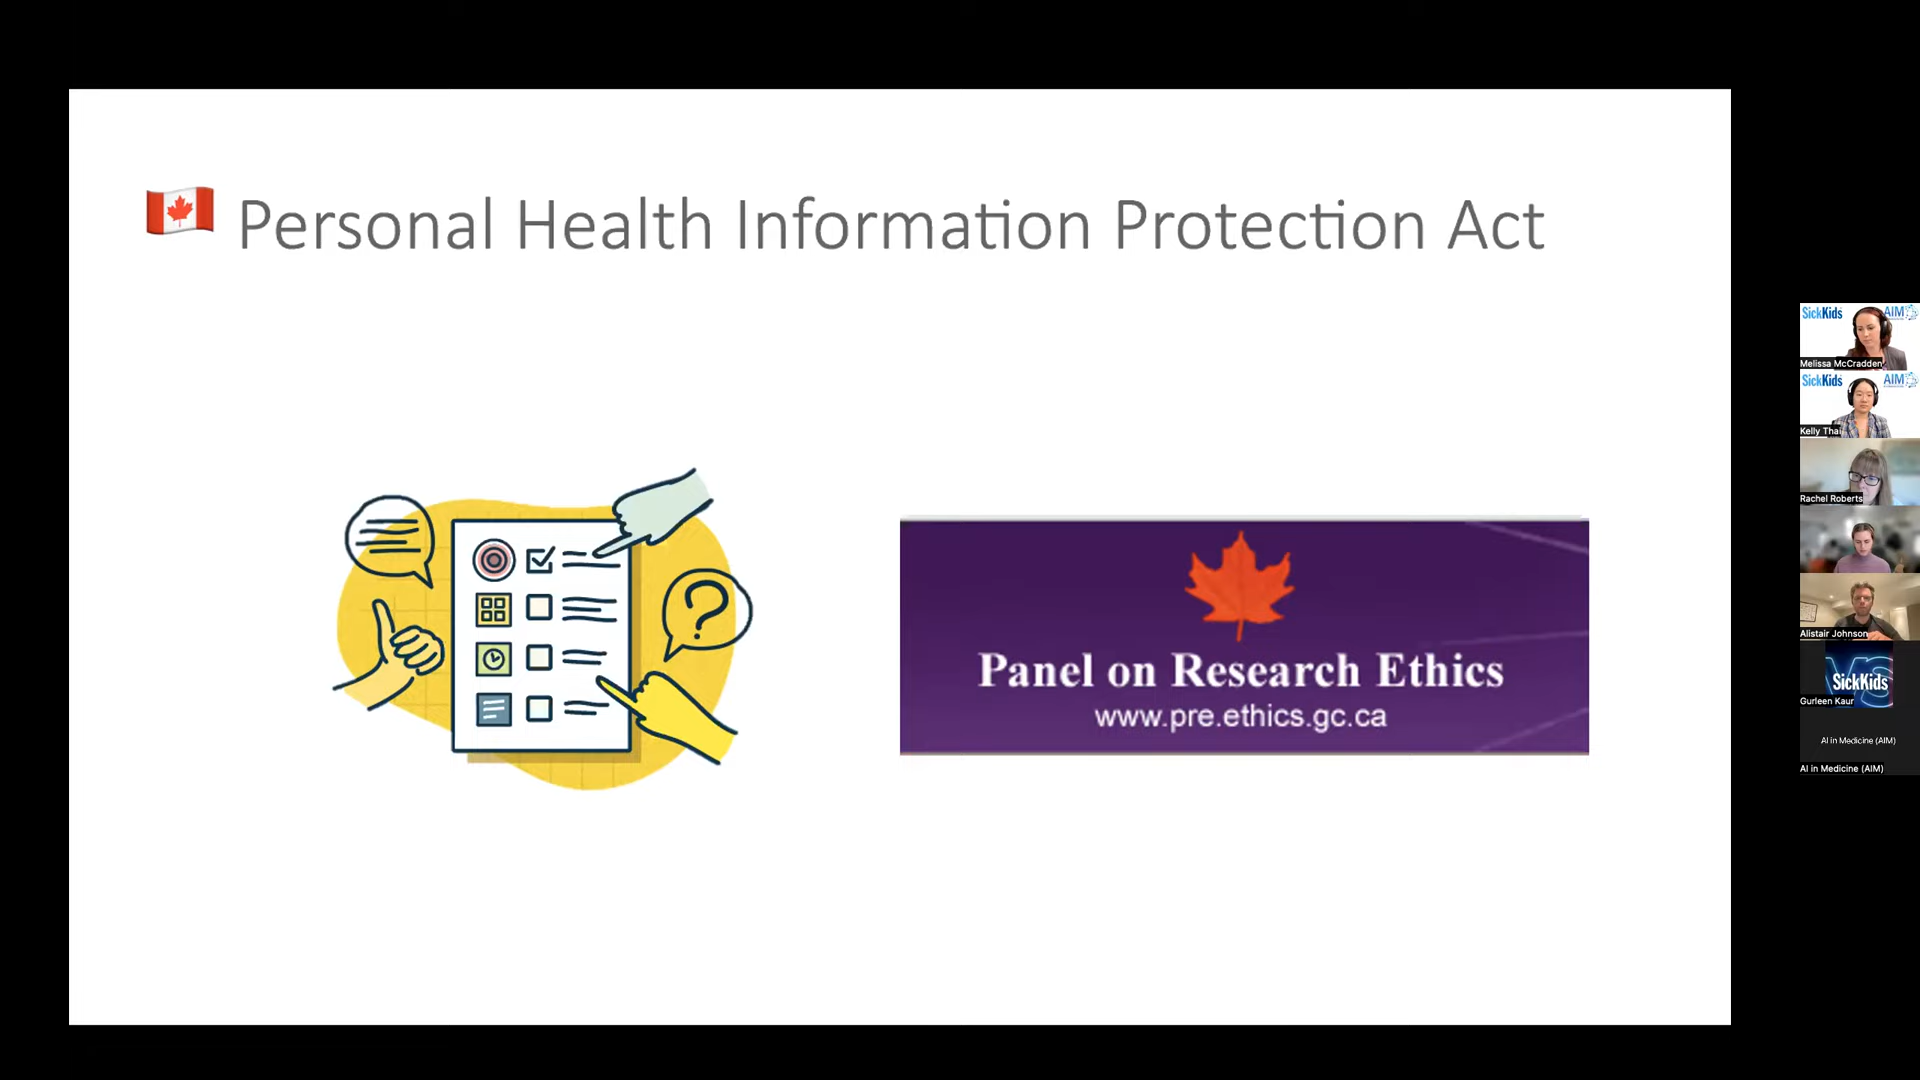 Personal Health Information Protection Act
Panel on Research Ethics
www.pre.ethics.gc.ca
SickKids
AIM
Melissa McCradden
SickKids
AIM
Kelly Thai
Rachel Roberts
Alistair Johnson
SickKids
Gurleen Kaur
AI in Medicine (AIM)
AI in Medicine (AIM)